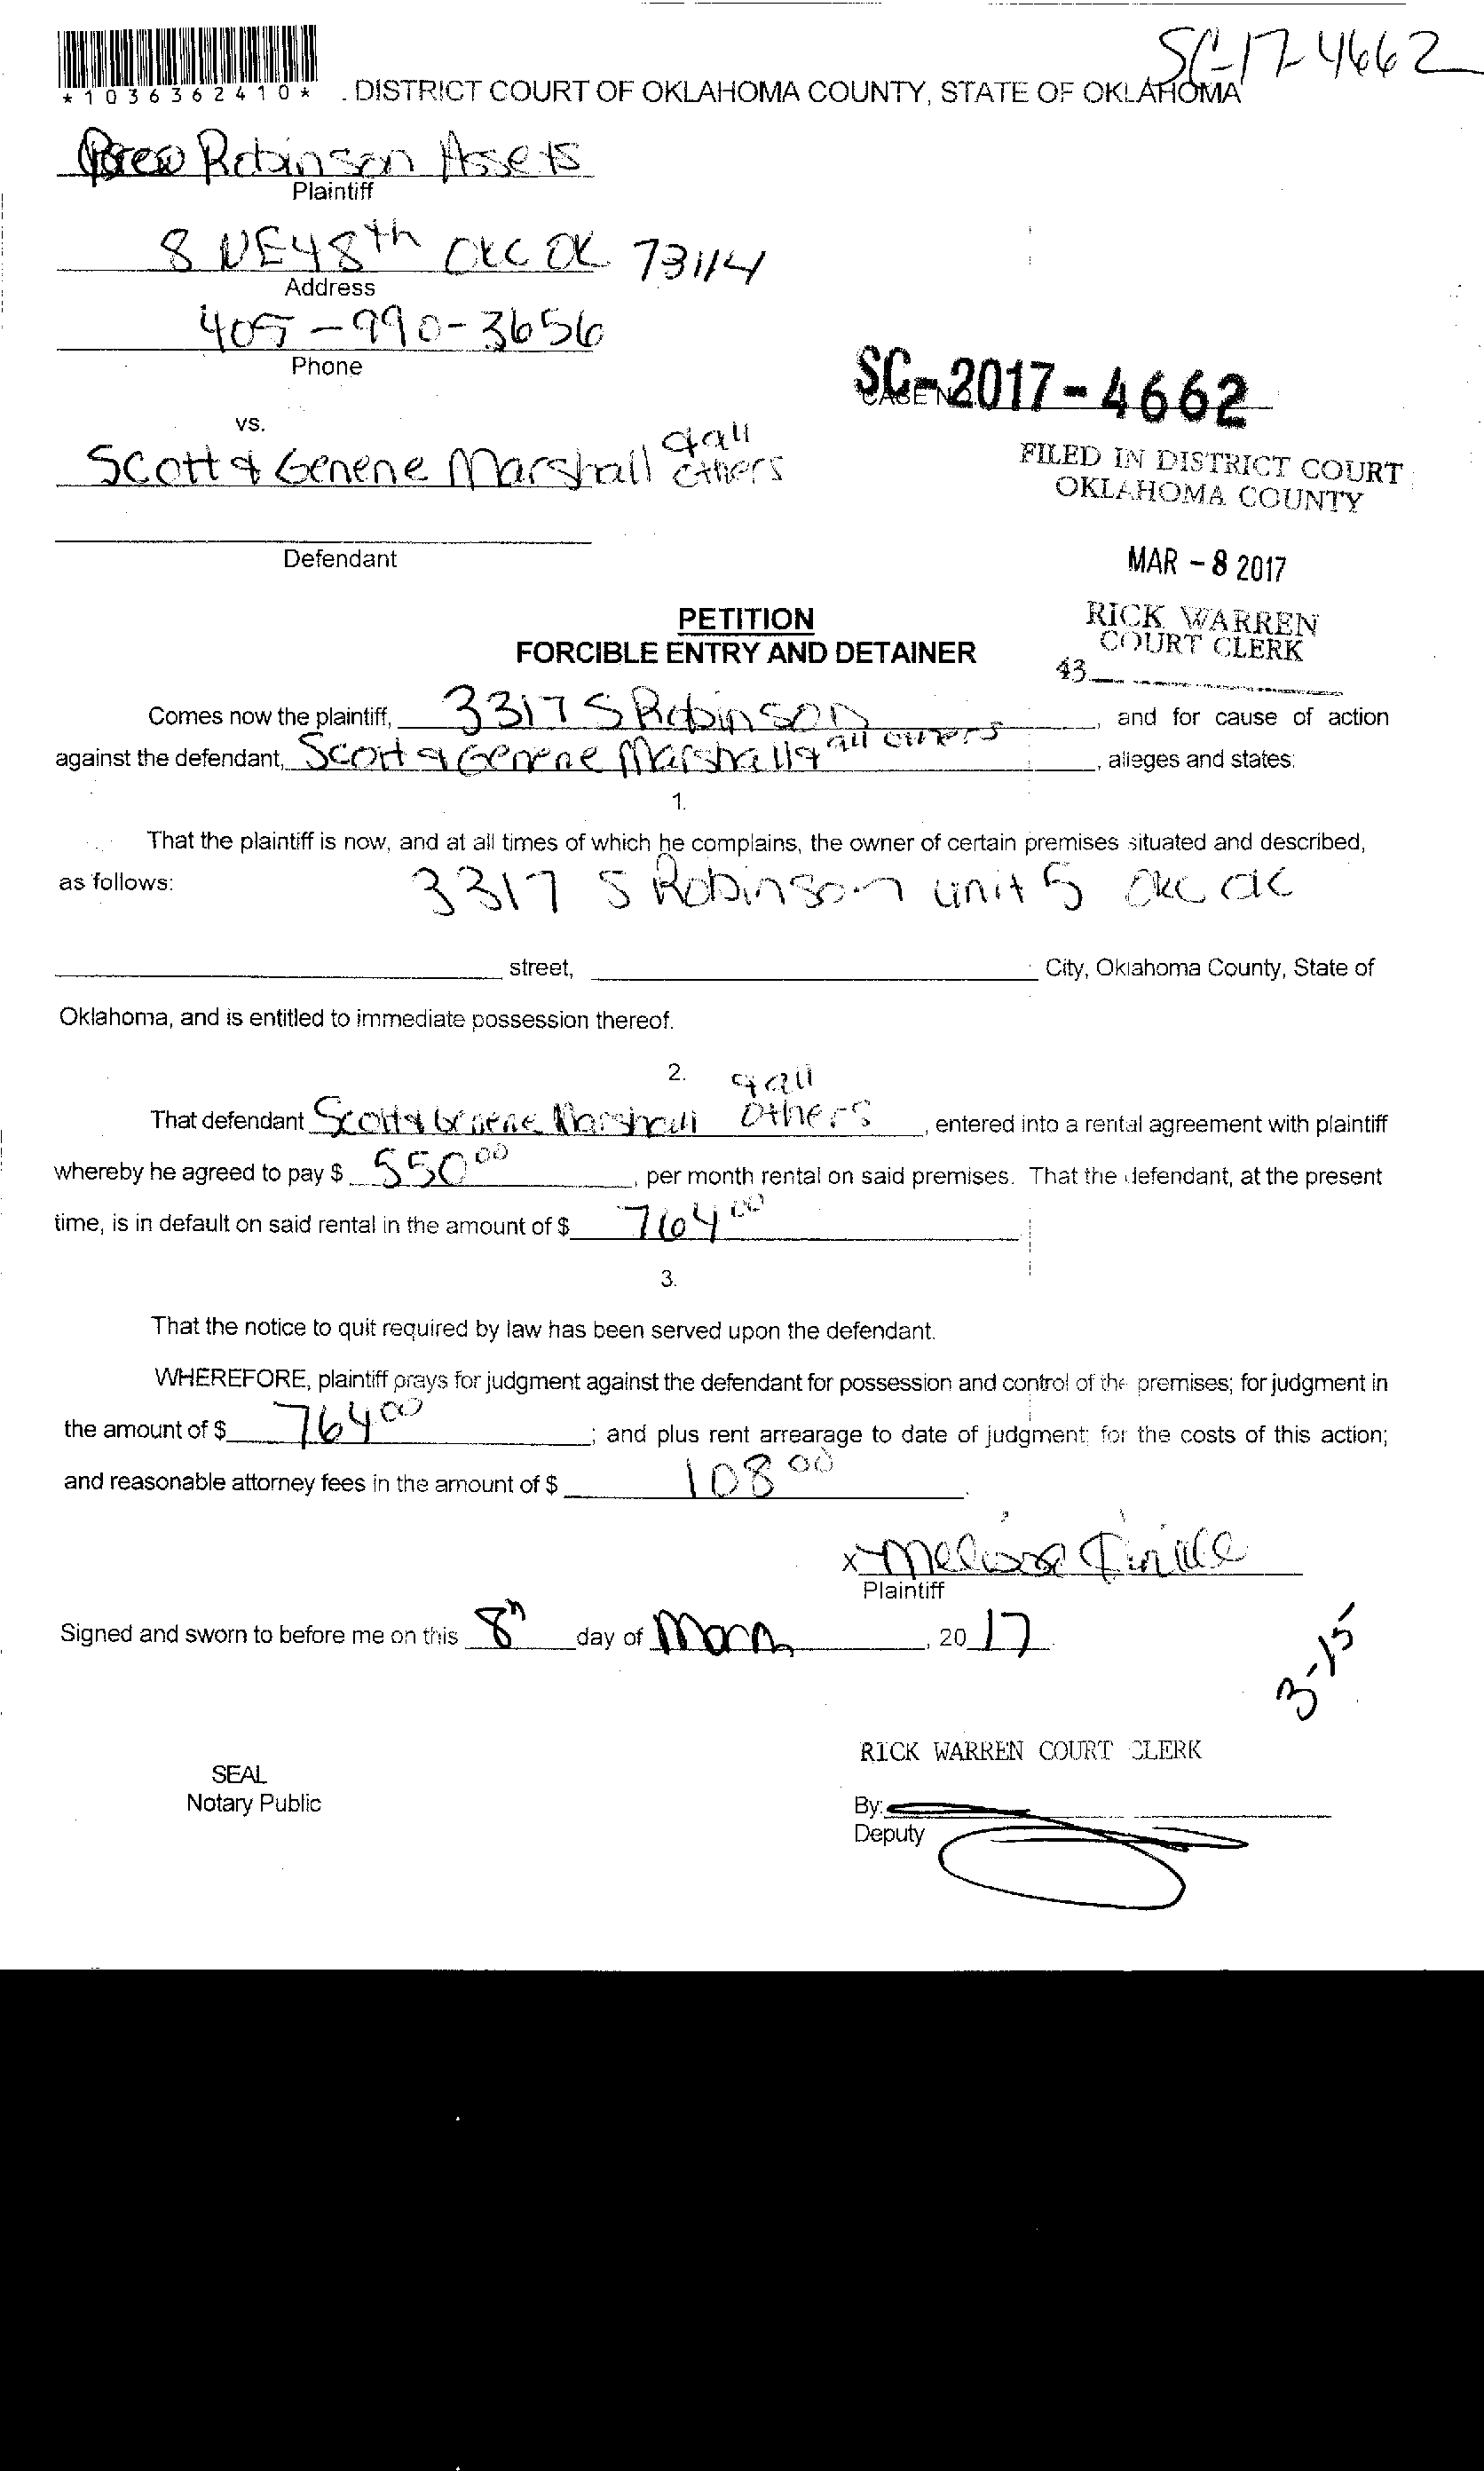 SC-17-4662
*1036362410*
. DISTRICT COURT OF OKLAHOMA COUNTY, STATE OF OKLAHOMA
Robinson Assets
Plaintiff
8 NE 48th OKC OK 73114
Address
405-990-3656
Phone
SC-2017-4662
CASE NO.
vs.
Scott & Genene Marshall & all others
FILED IN DISTRICT COURT
OKLAHOMA COUNTY
Defendant
MAR - 8 2017
PETITION
FORCIBLE ENTRY AND DETAINER
RICK WARREN
COURT CLERK
43
Comes now the plaintiff, 3317 S Robinson, and for cause of action
against the defendant, Scott & Genene Marshall & all others, alleges and states:
1.
That the plaintiff is now, and at all times of which he complains, the owner of certain premises situated and described,
as follows: 3317 S Robinson unit 5 OKC OK
street, City, Oklahoma County, State of
Oklahoma, and is entitled to immediate possession thereof.
2.
That defendant Scott & Genene Marshall & all others, entered into a rental agreement with plaintiff
whereby he agreed to pay $ 550 00, per month rental on said premises. That the defendant, at the present
time, is in default on said rental in the amount of $ 764 00
3.
That the notice to quit required by law has been served upon the defendant.
WHEREFORE, plaintiff prays for judgment against the defendant for possession and control of the premises; for judgment in
the amount of $ 764 00; and plus rent arrearage to date of judgment; for the costs of this action;
and reasonable attorney fees in the amount of $ 108 00.
x Melissa
Plaintiff
Signed and sworn to before me on this 8th day of March, 20 17.
3-15
RICK WARREN COURT CLERK
SEAL
Notary Public
By:
Deputy